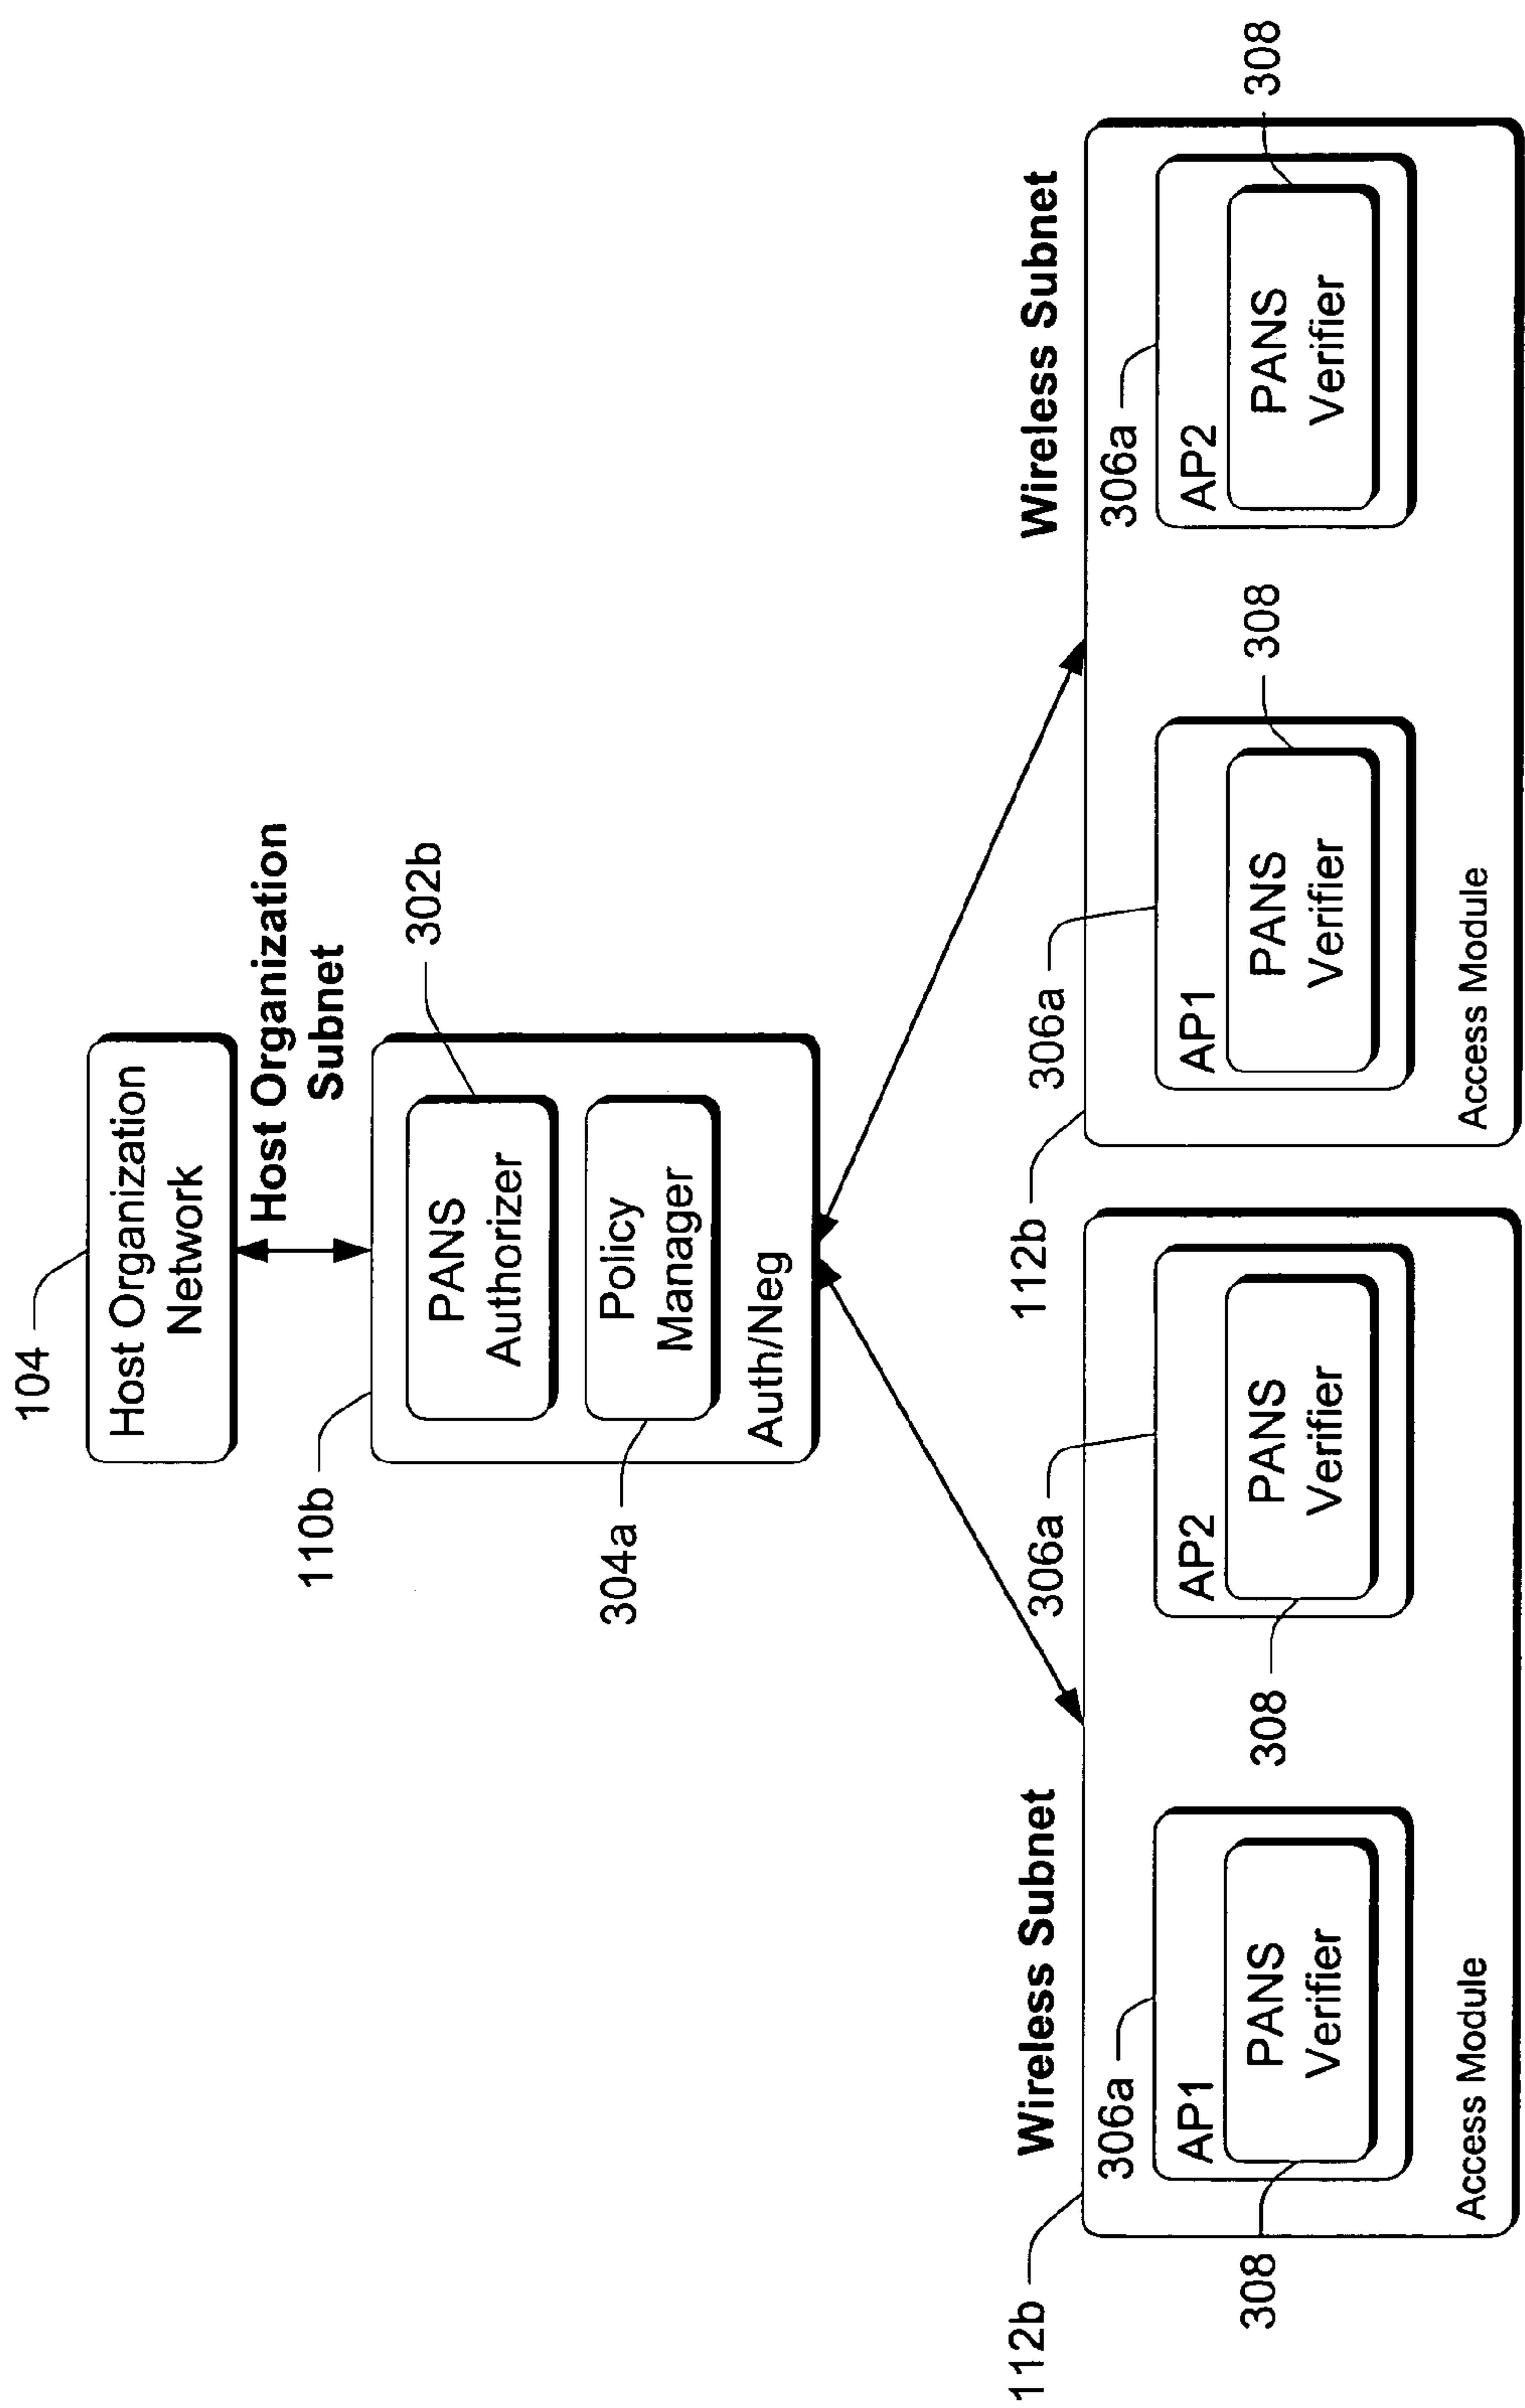 104
Host Organization
Network
Host Organization
Subnet
110b
302b
PANS
Authorizer
304a
Policy
Manager
Auth/Neg
Wireless Subnet
112b
306a
AP1
PANS
Verifier
308
306a
AP2
PANS
Verifier
308
Access Module
Wireless Subnet
112b
306a
AP1
PANS
Verifier
308
306a
AP2
PANS
Verifier
308
Access Module